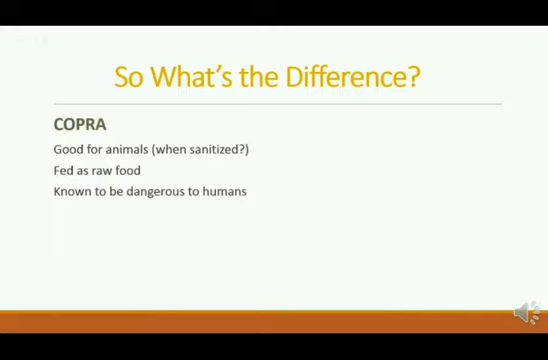 So What's the Difference?
COPRA
Good for animals (when sanitized?)
Fed as raw food
Known to be dangerous to humans